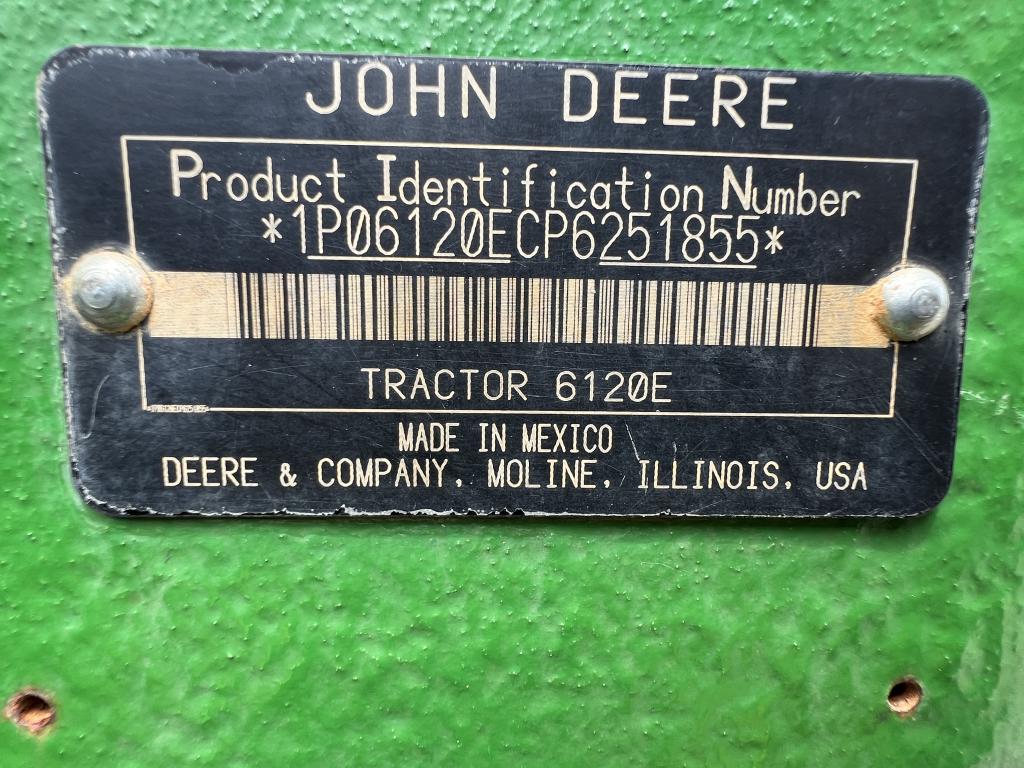 JOHN DEERE
Product Identification Number
*1P06120ECP6251855*
TRACTOR 6120E
MADE IN MEXICO
DEERE & COMPANY, MOLINE, ILLINOIS, USA